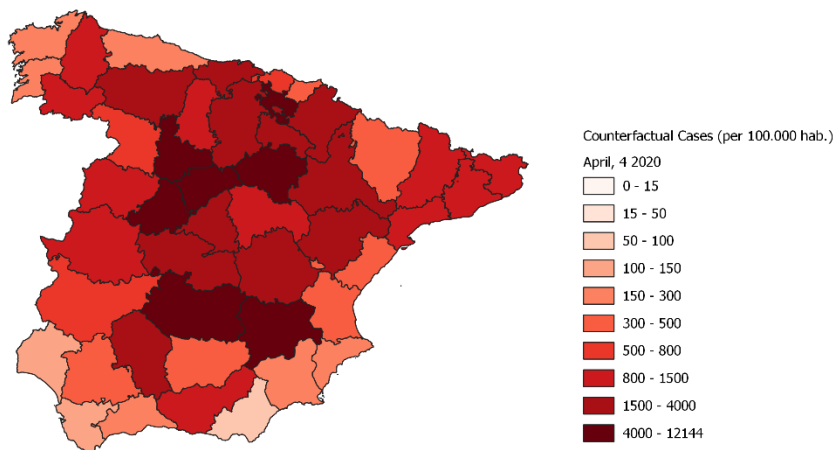 Counterfactual Cases (per 100.000 hab.)
April, 4 2020
0 - 15
15 - 50
50 - 100
100 - 150
150 - 300
300 - 500
500 - 800
800 - 1500
1500 - 4000
4000 - 12144